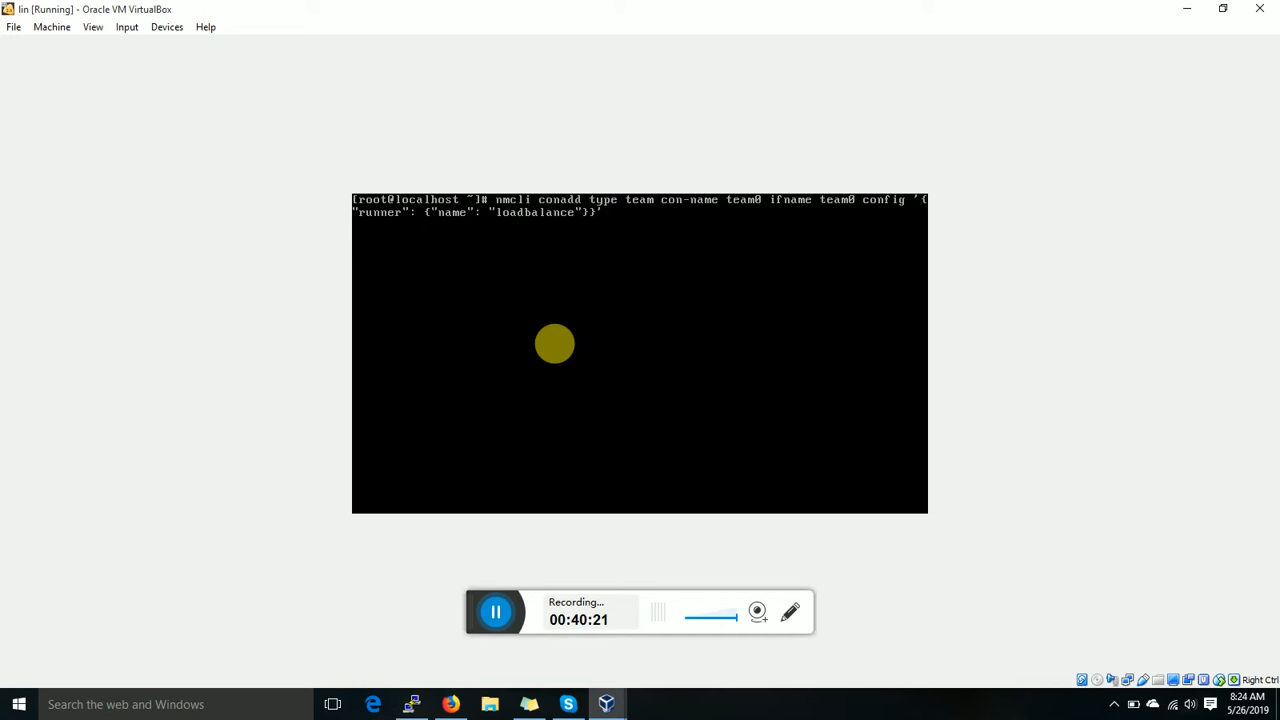 lin [Running] - Oracle VM VirtualBox
File Machine View Input Devices Help
[root@localhost ~]# nmcli conadd type team con-name team0 ifname team0 config '{
"runner": {"name": "loadbalance"}}'
Recording...
00:40:21
Right Ctrl
Search the web and Windows
8:24 AM
5/26/2019